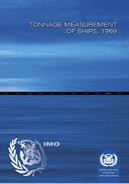 TONNAGE MEASUREMENT
OF SHIPS, 1969
IMO